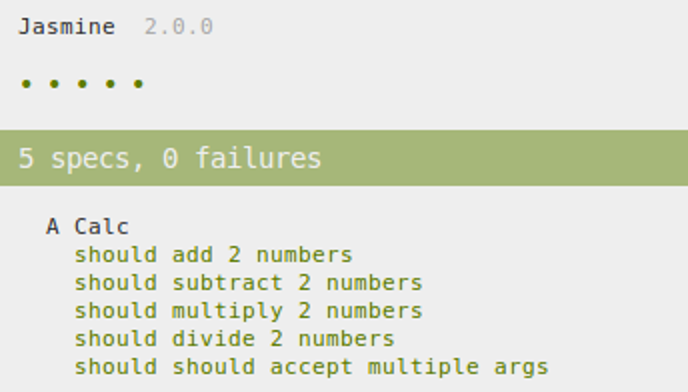 Jasmine 2.0.0
• • • • •
5 specs, 0 failures
A Calc
should add 2 numbers
should subtract 2 numbers
should multiply 2 numbers
should divide 2 numbers
should should accept multiple args